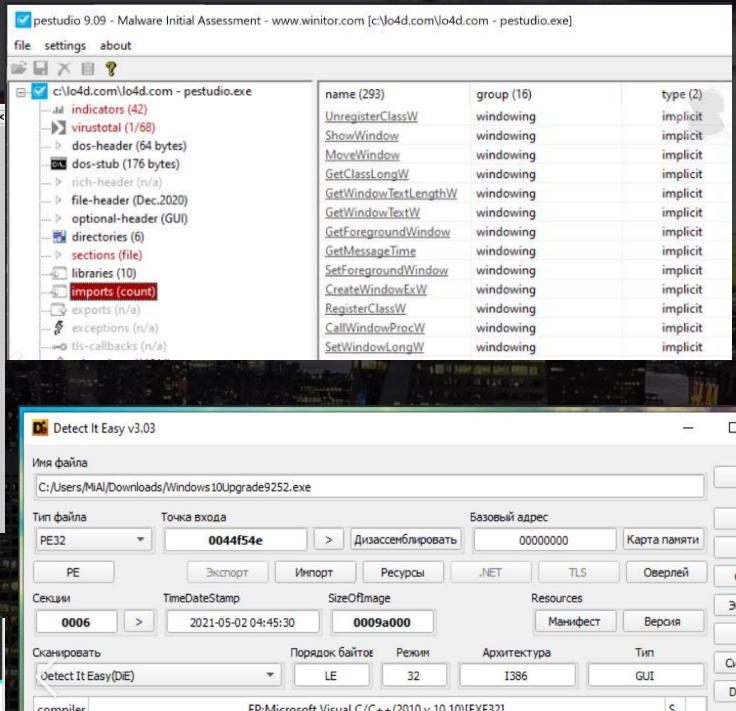 pestudio 9.09 - Malware Initial Assessment - www.winitor.com [c:\lo4d.com\lo4d.com - pestudio.exe]
file settings about
c:\lo4d.com\lo4d.com - pestudio.exe
indicators (42)
virustotal (1/68)
dos-header (64 bytes)
dos-stub (176 bytes)
rich-header (n/a)
file-header (Dec.2020)
optional-header (GUI)
directories (6)
sections (file)
libraries (10)
imports (count)
exports (n/a)
exceptions (n/a)
tls-callbacks (n/a)
name (293) group (16) type (2)
UnregisterClassW windowing implicit
ShowWindow windowing implicit
MoveWindow windowing implicit
GetClassLongW windowing implicit
GetWindowTextLengthW windowing implicit
GetWindowTextW windowing implicit
GetForegroundWindow windowing implicit
GetMessageTime windowing implicit
SetForegroundWindow windowing implicit
CreateWindowExW windowing implicit
RegisterClassW windowing implicit
CallWindowProcW windowing implicit
SetWindowLongW windowing implicit
Detect It Easy v3.03
Имя файла
C:/Users/MiAl/Downloads/Windows10Upgrade9252.exe
Тип файла Точка входа Базовый адрес
PE32 0044f54e > Дизассемблировать 00000000 Карта памяти
PE Экспорт Импорт Ресурсы .NET TLS Оверлей
Секции TimeDateStamp SizeOfImage Resources
0006 > 2021-05-02 04:45:30 0009a000 Манифест Версия
Сканировать Порядок байтов Режим Архитектура Тип
Detect It Easy(DiE) LE 32 I386 GUI
compiler EP:Microsoft Visual C/C++(2010 v.10.10)[EXE32] S